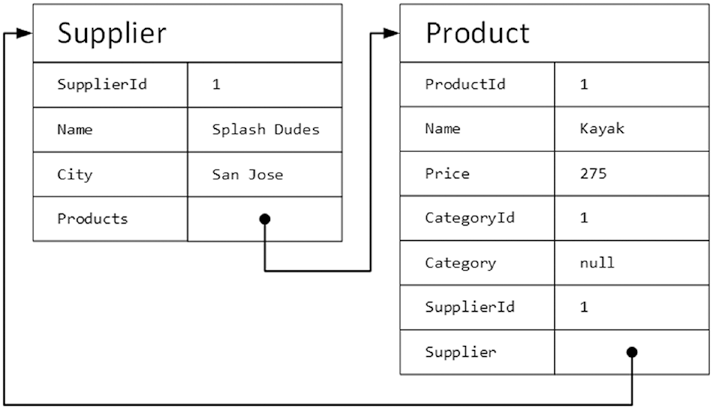 Supplier
SupplierId 1
Name Splash Dudes
City San Jose
Products
Product
ProductId 1
Name Kayak
Price 275
CategoryId 1
Category null
SupplierId 1
Supplier